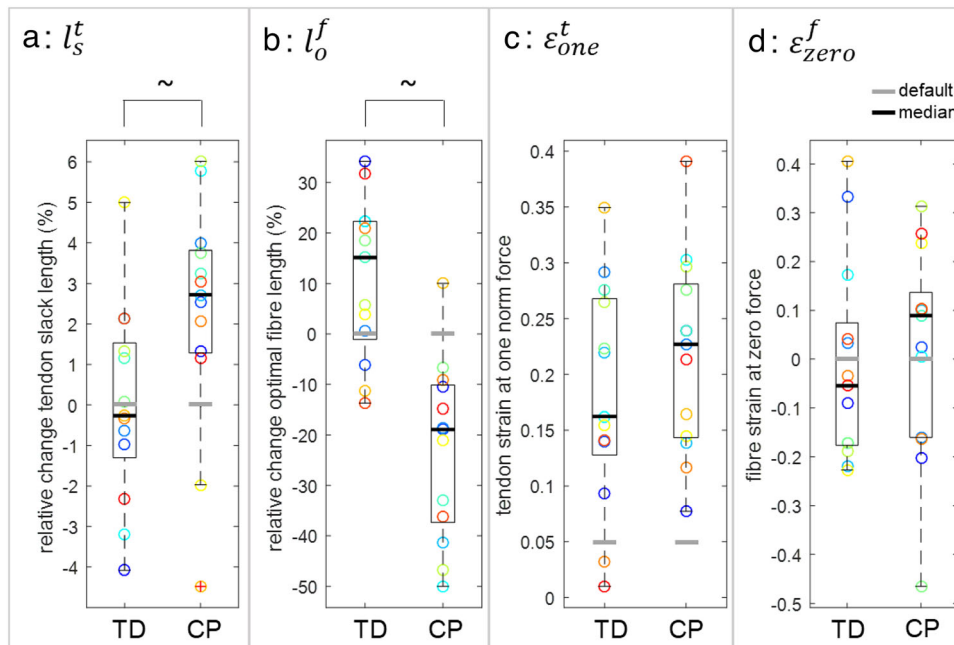 a: l_s^t
~
relative change tendon slack length (%)
6
5
4
3
2
1
0
-1
-2
-3
-4
TD CP
b: l_o^f
~
relative change optimal fibre length (%)
30
20
10
0
-10
-20
-30
-40
-50
TD CP
c: ε_one^t
tendon strain at one norm force
0.4
0.35
0.3
0.25
0.2
0.15
0.1
0.05
0
TD CP
d: ε_zero^f
default
median
fibre strain at zero force
0.4
0.3
0.2
0.1
0
-0.1
-0.2
-0.3
-0.4
-0.5
TD CP